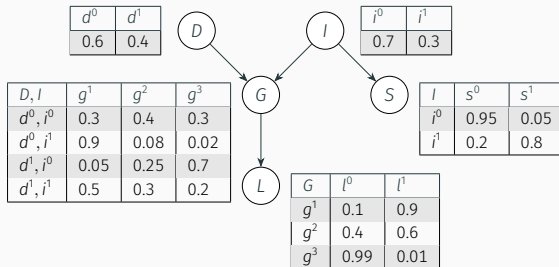 d⁰ d¹
0.6 0.4
D
I
i⁰ i¹
0.7 0.3
D, I g¹ g² g³
d⁰, i⁰ 0.3 0.4 0.3
d⁰, i¹ 0.9 0.08 0.02
d¹, i⁰ 0.05 0.25 0.7
d¹, i¹ 0.5 0.3 0.2
G
S
I s⁰ s¹
i⁰ 0.95 0.05
i¹ 0.2 0.8
L
G l⁰ l¹
g¹ 0.1 0.9
g² 0.4 0.6
g³ 0.99 0.01